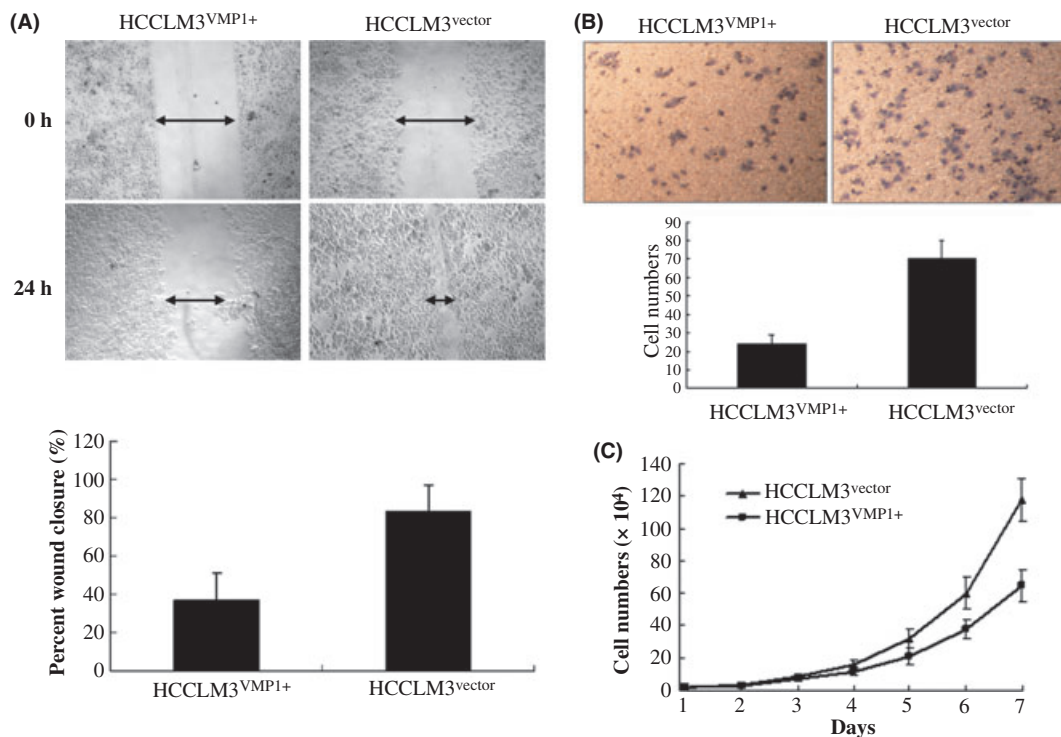 (A)
HCCLM3VMP1+
HCCLM3vector
0 h
24 h
Percent wound closure (%)
120
100
80
60
40
20
0
HCCLM3VMP1+
HCCLM3vector
(B)
HCCLM3VMP1+
HCCLM3vector
Cell numbers
90
80
70
60
50
40
30
20
10
0
HCCLM3VMP1+
HCCLM3vector
(C)
Cell numbers (× 10⁴)
140
120
100
80
60
40
20
0
HCCLM3vector
HCCLM3VMP1+
1 2 3 4 5 6 7
Days